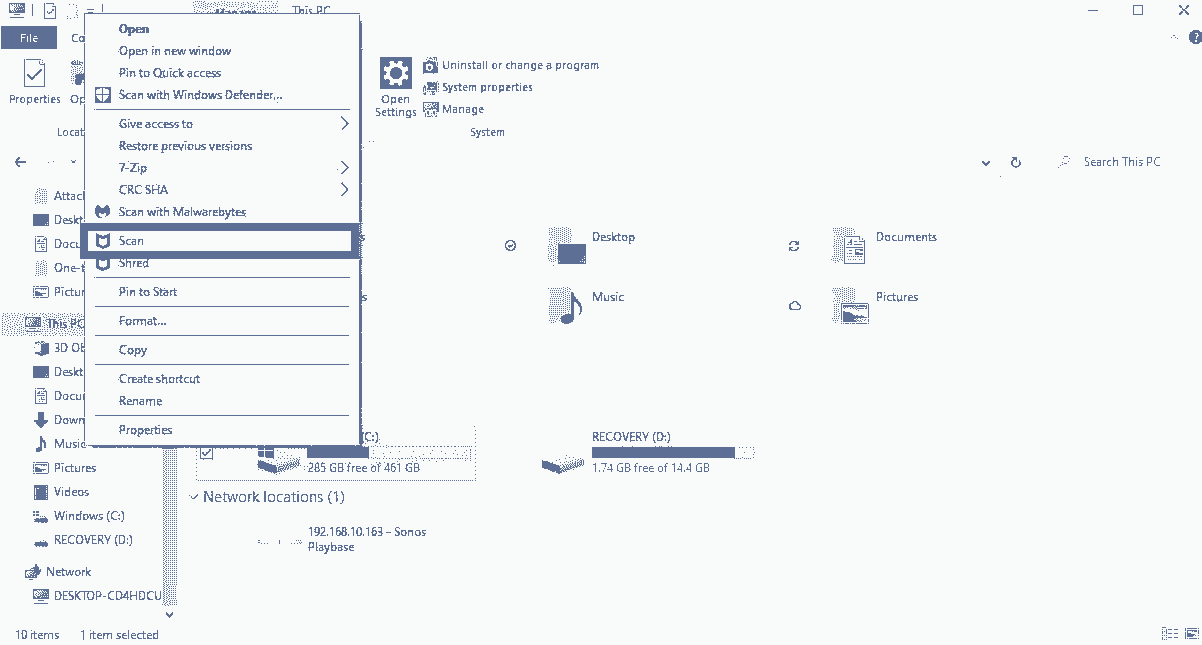 This PC
File
Co
Properties
Op
Locat
Open
Open in new window
Pin to Quick access
Scan with Windows Defender...
Give access to
Restore previous versions
7-Zip
CRC SHA
Scan with Malwarebytes
Scan
Shred
Pin to Start
Format...
Copy
Create shortcut
Rename
Properties
Open
Settings
Uninstall or change a program
System properties
Manage
System
Search This PC
Attac
Deskt
Docu
One-t
Pictur
This PC
3D Ob
Deskt
Docu
Down
Music
Pictures
Videos
Windows (C:)
RECOVERY (D:)
Network
DESKTOP-CD4HDCU
s
s
Desktop
Documents
Music
Pictures
(C:)
285 GB free of 461 GB
RECOVERY (D:)
1.74 GB free of 14.4 GB
Network locations (1)
192.168.10.163 - Sonos
Playbase
10 items 1 item selected